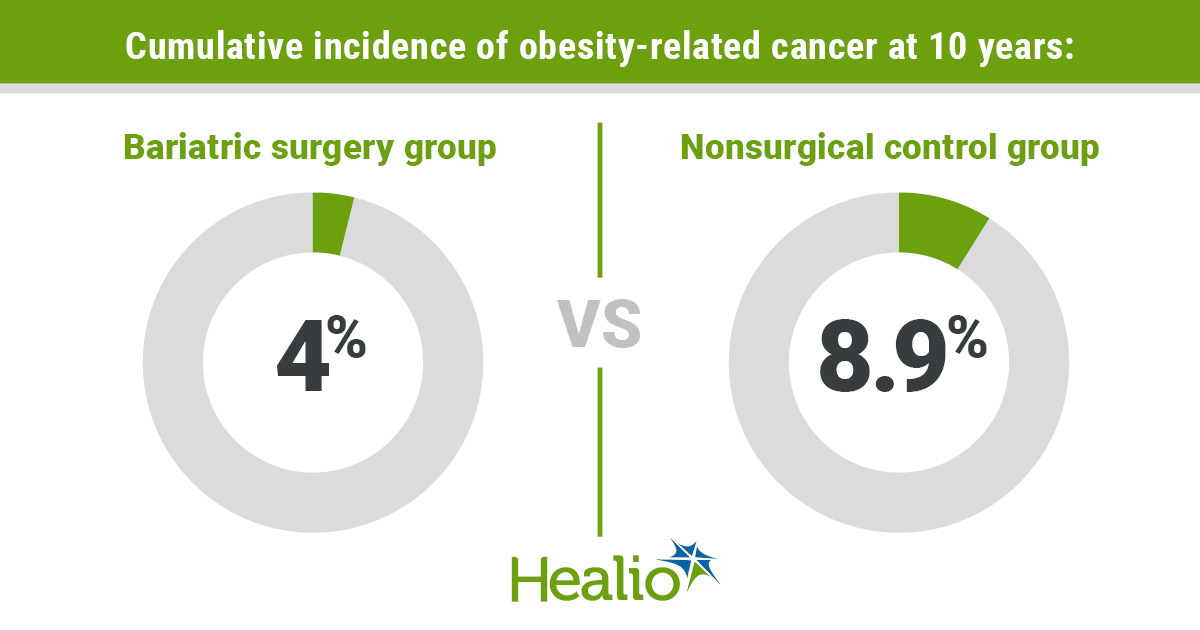 Cumulative incidence of obesity-related cancer at 10 years:
Bariatric surgery group
4%
VS
Nonsurgical control group
8.9%
Healio